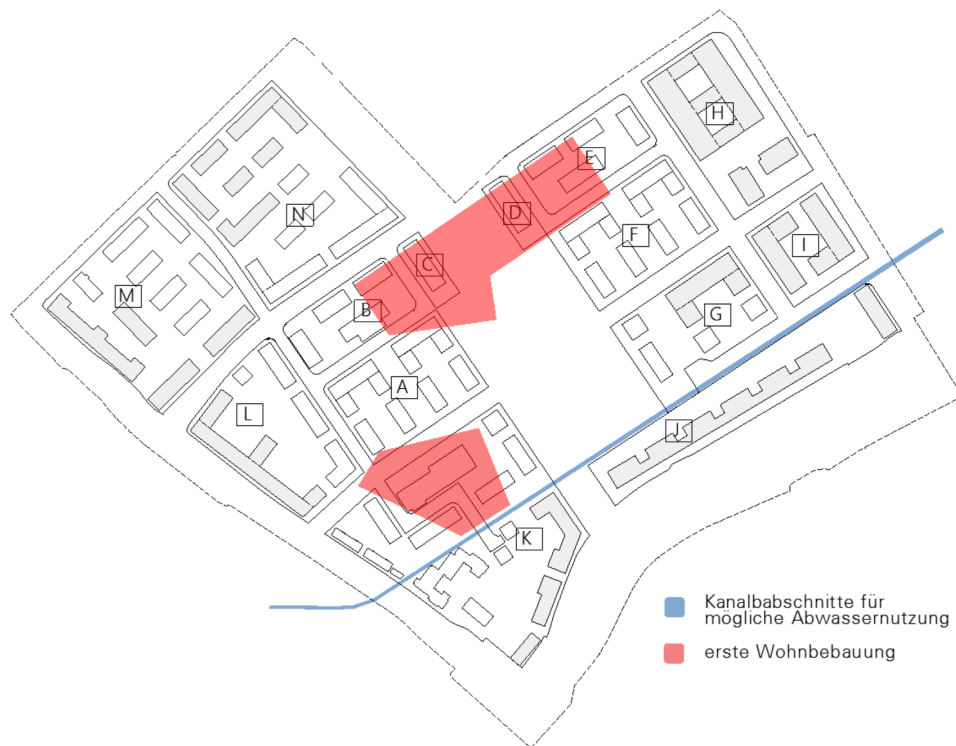 H
E
N
D
F
I
C
M
B
G
A
L
J
K
Kanalbabschnitte für
mögliche Abwassernutzung
erste Wohnbebauung